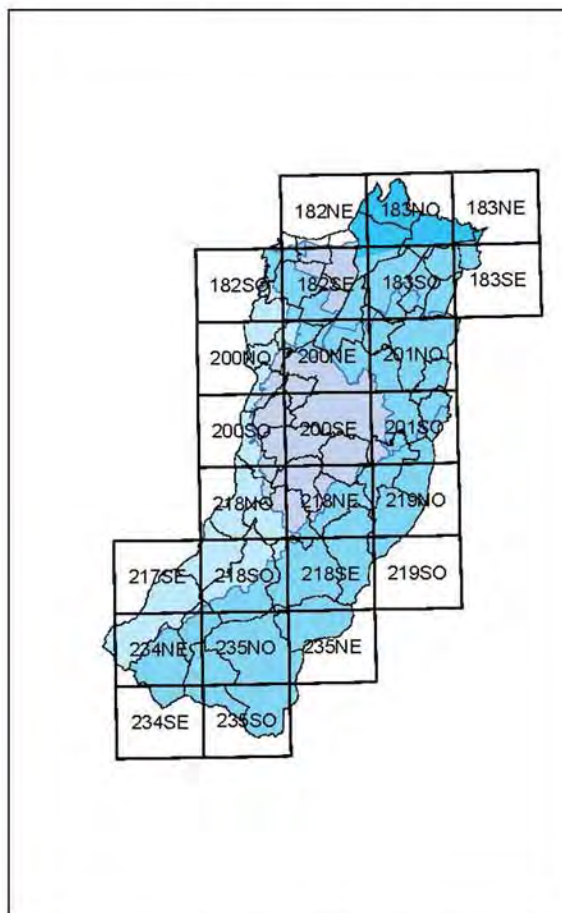 182NE 183NO 183NE
182SO 182SE 183SO 183SE
200NO 200NE 201NO
200SO 200SE 201SO
218NO 218NE 219NO
217SE 218SO 218SE 219SO
234NE 235NO 235NE
234SE 235SO